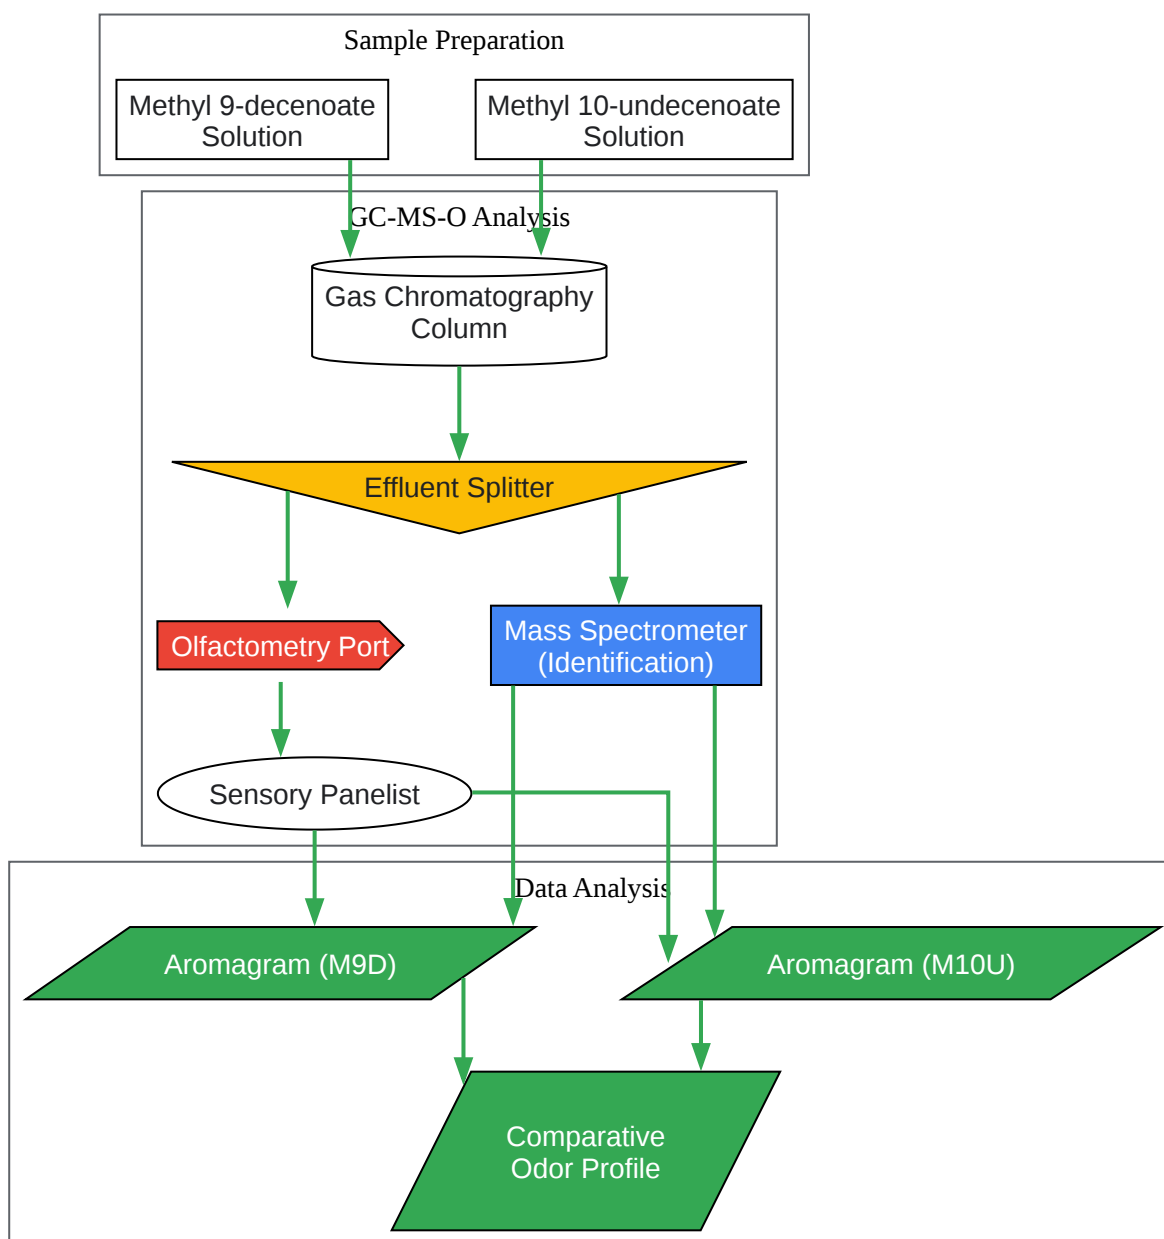 Sample Preparation
Methyl 9-decenoate
Solution
Methyl 10-undecenoate
Solution
GC-MS-O Analysis
Gas Chromatography
Column
Effluent Splitter
Olfactometry Port
Mass Spectrometer
(Identification)
Sensory Panelist
Data Analysis
Aromagram (M9D)
Aromagram (M10U)
Comparative
Odor Profile